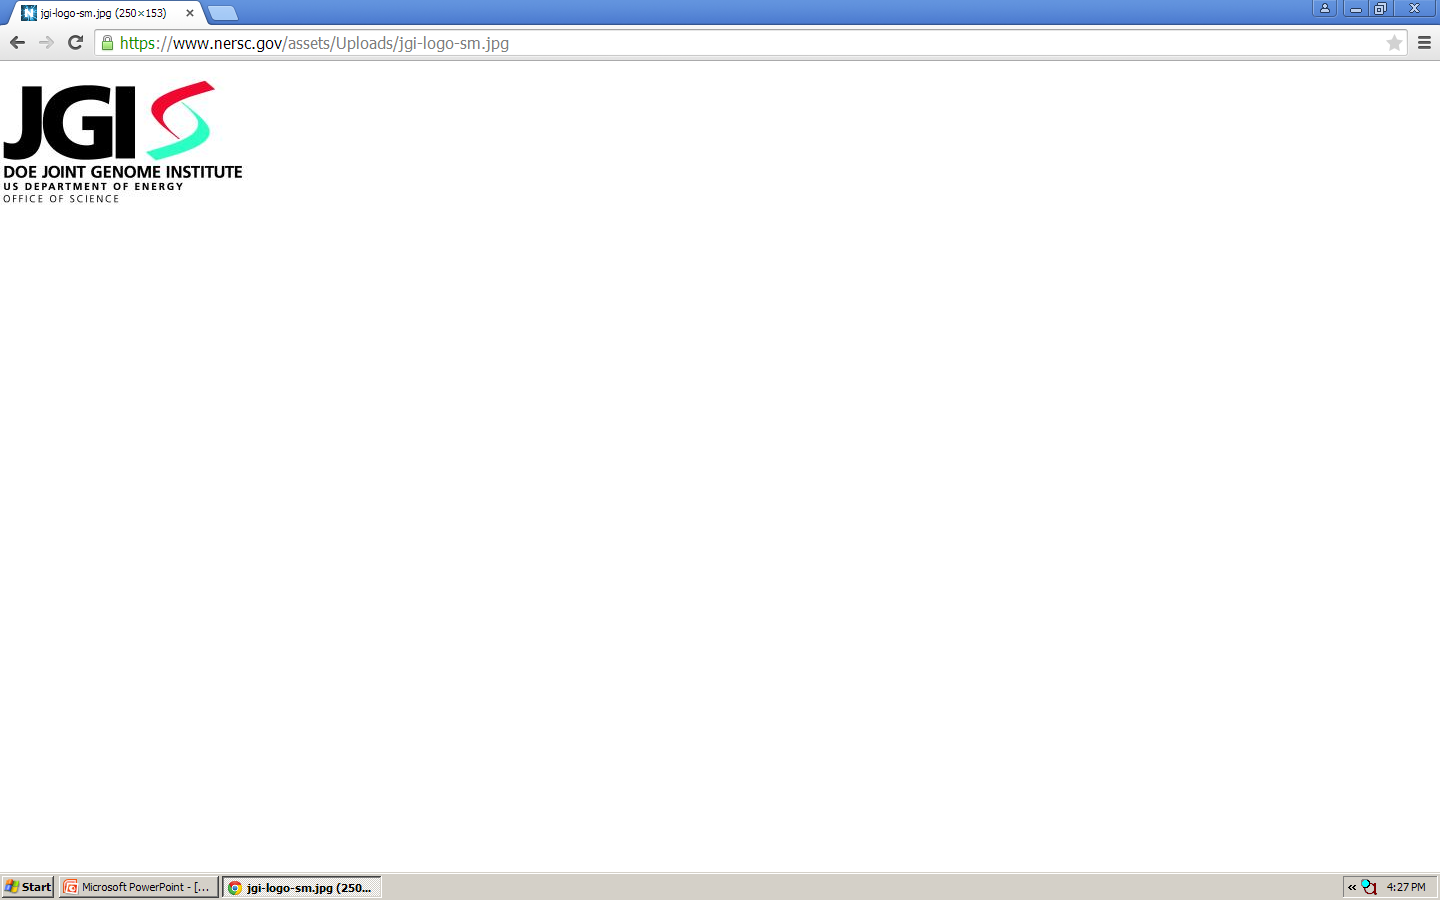 jgi-logo-sm.jpg (250×153)
https://www.nersc.gov/assets/Uploads/jgi-logo-sm.jpg
JGI
DOE JOINT GENOME INSTITUTE
US DEPARTMENT OF ENERGY
OFFICE OF SCIENCE
Start Microsoft PowerPoint - [... jgi-logo-sm.jpg (250... « 4:27 PM